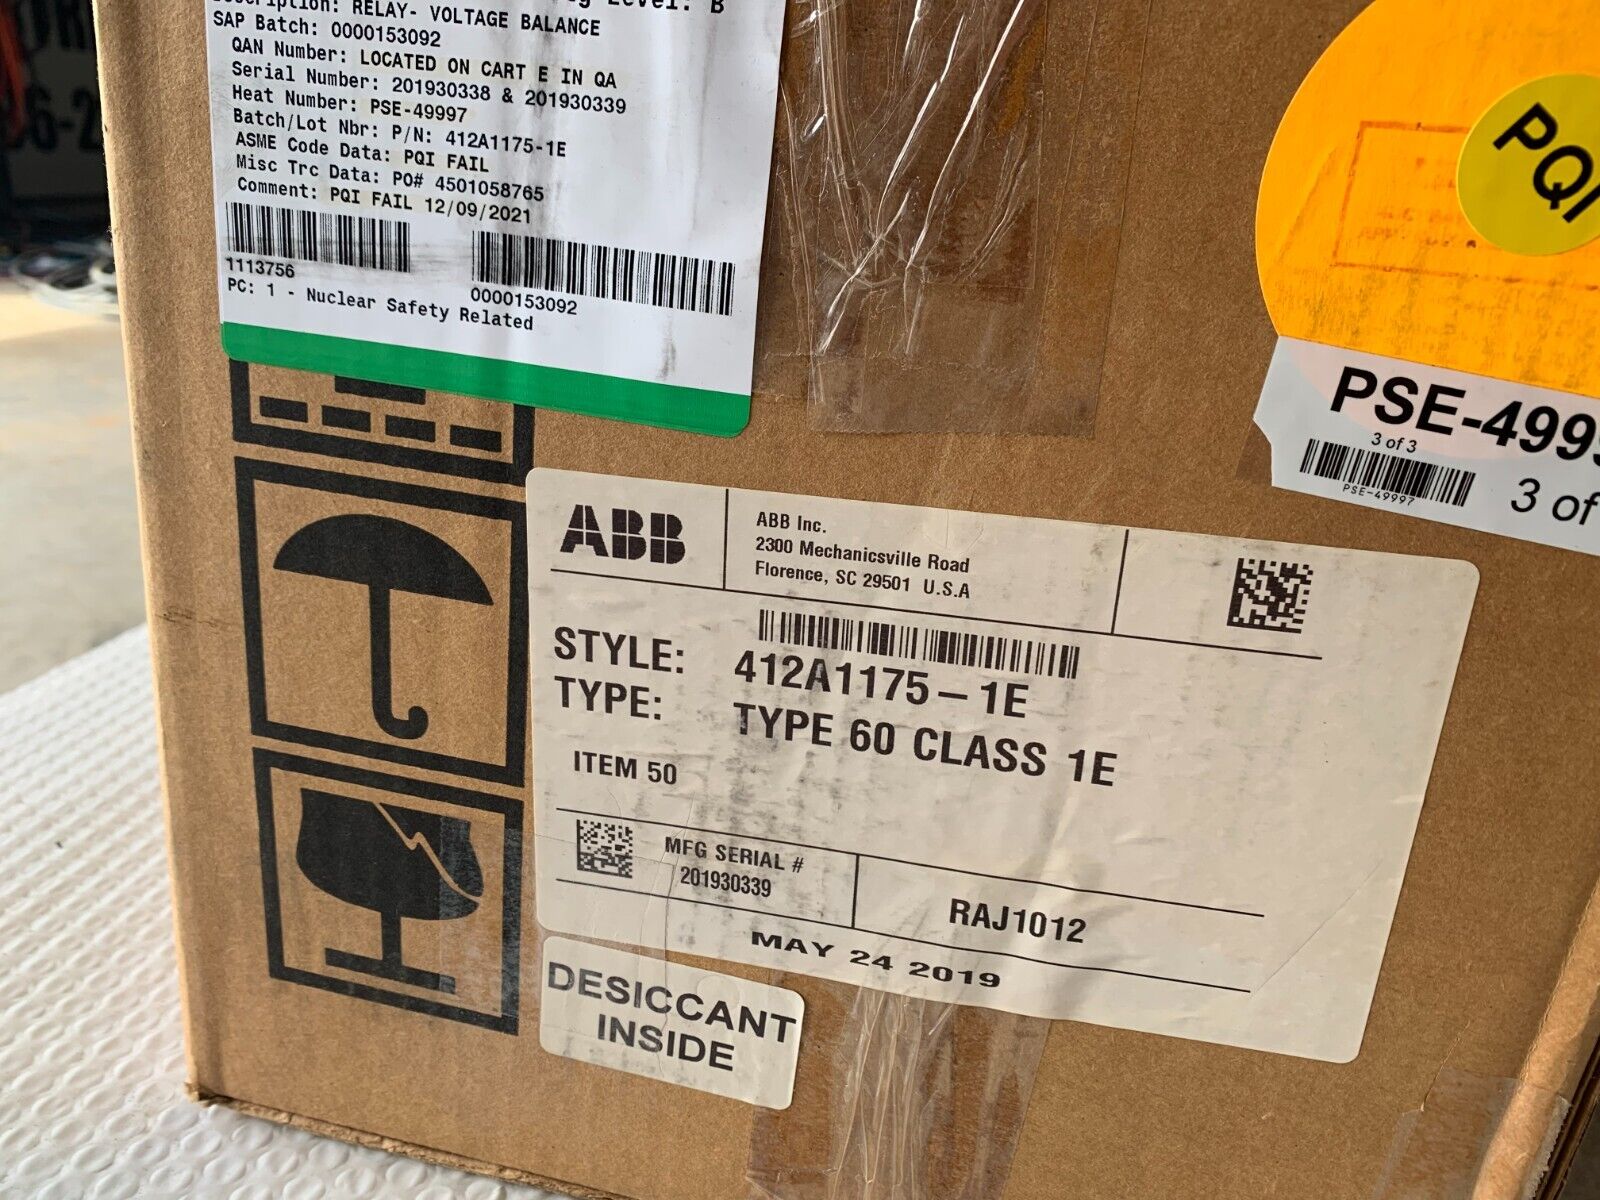 Level: B
RELAY- VOLTAGE BALANCE
SAP Batch: 0000153092
QAN Number: LOCATED ON CART E IN QA
Serial Number: 201930338 & 201930339
Heat Number: PSE-49997
Batch/Lot Nbr: P/N: 412A1175-1E
ASME Code Data: PQI FAIL
Misc Trc Data: PO# 4501058765
Comment: PQI FAIL 12/09/2021
1113756
0000153092
PC: 1 - Nuclear Safety Related
PQI
PSE-499
3 of 3
PSE-49997
3 of
ABB
ABB Inc.
2300 Mechanicsville Road
Florence, SC 29501 U.S.A
STYLE: 412A1175-1E
TYPE: TYPE 60 CLASS 1E
ITEM 50
MFG SERIAL #
201930339
RAJ1012
MAY 24 2019
DESICCANT
INSIDE